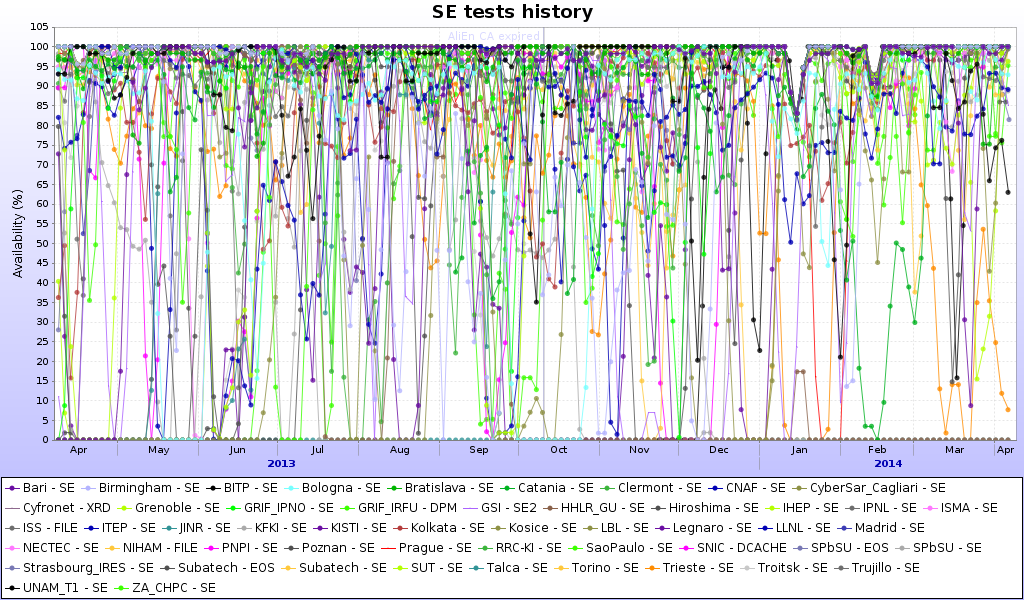 SE tests history
AliEn CA expired
Availability (%)
105
100
95
90
85
80
75
70
65
60
55
50
45
40
35
30
25
20
15
10
5
0
Apr May Jun Jul Aug Sep Oct Nov Dec Jan Feb Mar Apr
2013 2014
Bari - SE Birmingham - SE BITP - SE Bologna - SE Bratislava - SE Catania - SE Clermont - SE CNAF - SE CyberSar_Cagliari - SE
Cyfronet - XRD Grenoble - SE GRIF_IPNO - SE GRIF_IRFU - DPM GSI - SE2 HHLR_GU - SE Hiroshima - SE IHEP - SE IPNL - SE ISMA - SE
ISS - FILE ITEP - SE JINR - SE KFKI - SE KISTI - SE Kolkata - SE Kosice - SE LBL - SE Legnaro - SE LLNL - SE Madrid - SE
NECTEC - SE NIHAM - FILE PNPI - SE Poznan - SE Prague - SE RRC-KI - SE SaoPaulo - SE SNIC - DCACHE SPbSU - EOS SPbSU - SE
Strasbourg_IRES - SE Subatech - EOS Subatech - SE SUT - SE Talca - SE Torino - SE Trieste - SE Troitsk - SE Trujillo - SE
UNAM_T1 - SE ZA_CHPC - SE